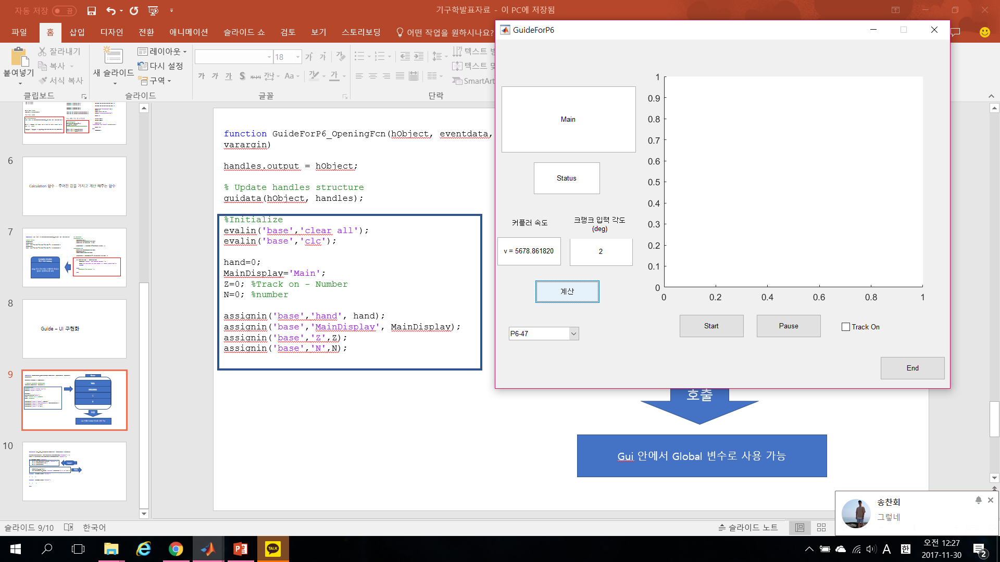 자동 저장 끔
기구학발표자료 - 이 PC에 저장됨
파일 홈 삽입 디자인 전환 애니메이션 슬라이드 쇼 검토 보기 스토리보딩 어떤 작업을 원하시나요?
붙여넣기
잘라내기
복사
서식 복사
클립보드
새 슬라이드
레이아웃
다시 설정
구역
슬라이드
18
가 가 가 S 가나 Aa 가
글꼴
텍스트
텍스트
SmartArt
단락
6
Calculation 함수 – 주어진 값을 가지고 계산 해주는 함수
7
8
Guide – UI 구현화
9
10
function GuideForP6_OpeningFcn(hObject, eventdata,
varargin)
handles.output = hObject;
% Update handles structure
guidata(hObject, handles);
%Initialize
evalin('base','clear all');
evalin('base','clc');
hand=0;
MainDisplay='Main';
Z=0; %Track on – Number
N=0; %number
assignin('base','hand', hand);
assignin('base','MainDisplay', MainDisplay);
assignin('base','Z',Z);
assignin('base','N',N);
호출
Gui 안에서 Global 변수로 사용 가능
GuideForP6
Main
Status
커플러 속도
크랭크 입력 각도
(deg)
v = 5678.861820
2
계산
P6-47
1
0.9
0.8
0.7
0.6
0.5
0.4
0.3
0.2
0.1
0
0 0.2 0.4 0.6 0.8 1
Start
Pause
Track On
End
송찬회
그렇네
슬라이드 9/10
한국어
슬라이드 노트
TALK
A
한
오전 12:27
2017-11-30
2